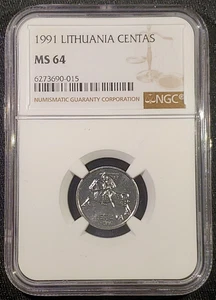 1991 LITHUANIA CENTAS
MS 64
6273690-015
NUMISMATIC GUARANTY CORPORATION
NGC